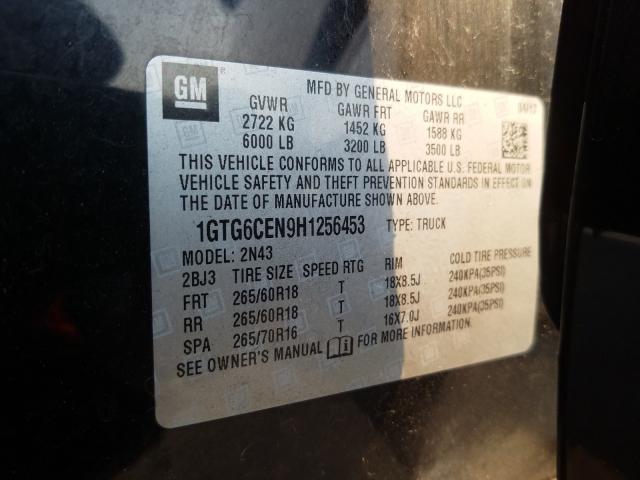 GM
MFD BY GENERAL MOTORS LLC
04/17
GVWR GAWR FRT GAWR RR
2722 KG 1452 KG 1588 KG
6000 LB 3200 LB 3500 LB
THIS VEHICLE CONFORMS TO ALL APPLICABLE U.S. FEDERAL MOTOR
VEHICLE SAFETY AND THEFT PREVENTION STANDARDS IN EFFECT ON
THE DATE OF MANUFACTURE SHOWN ABOVE.
1GTG6CEN9H1256453 TYPE: TRUCK
MODEL: 2N43
2BJ3 TIRE SIZE SPEED RTG RIM COLD TIRE PRESSURE
FRT 265/60R18 T 18X8.5J 240KPA(35PSI)
RR 265/60R18 T 18X8.5J 240KPA(35PSI)
SPA 265/70R16 T 16X7.0J 240KPA(35PSI)
SEE OWNER'S MANUAL FOR MORE INFORMATION.